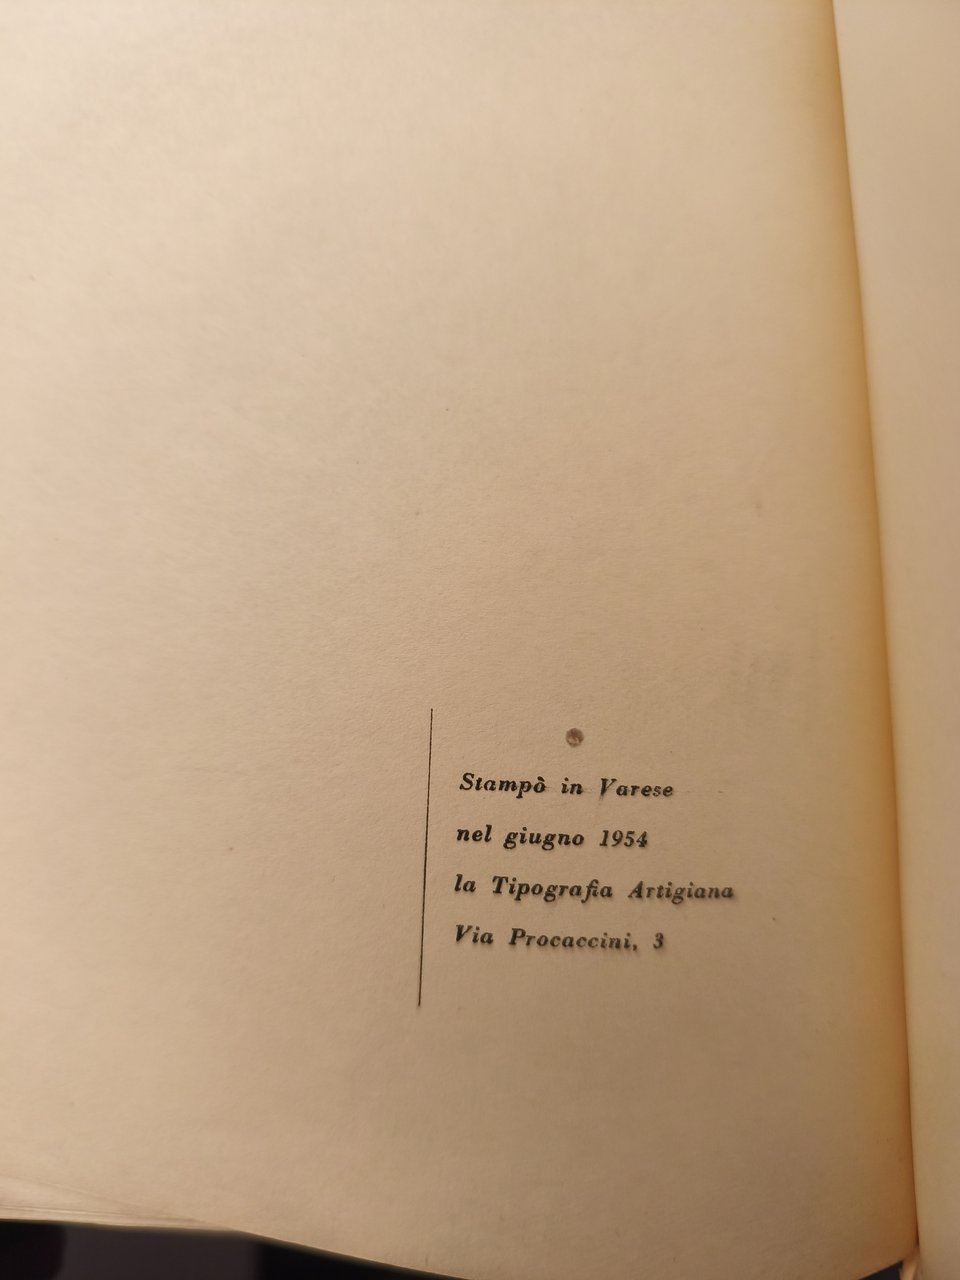 Stampò in Varese
nel giugno 1954
la Tipografia Artigiana
Via Procaccini, 3